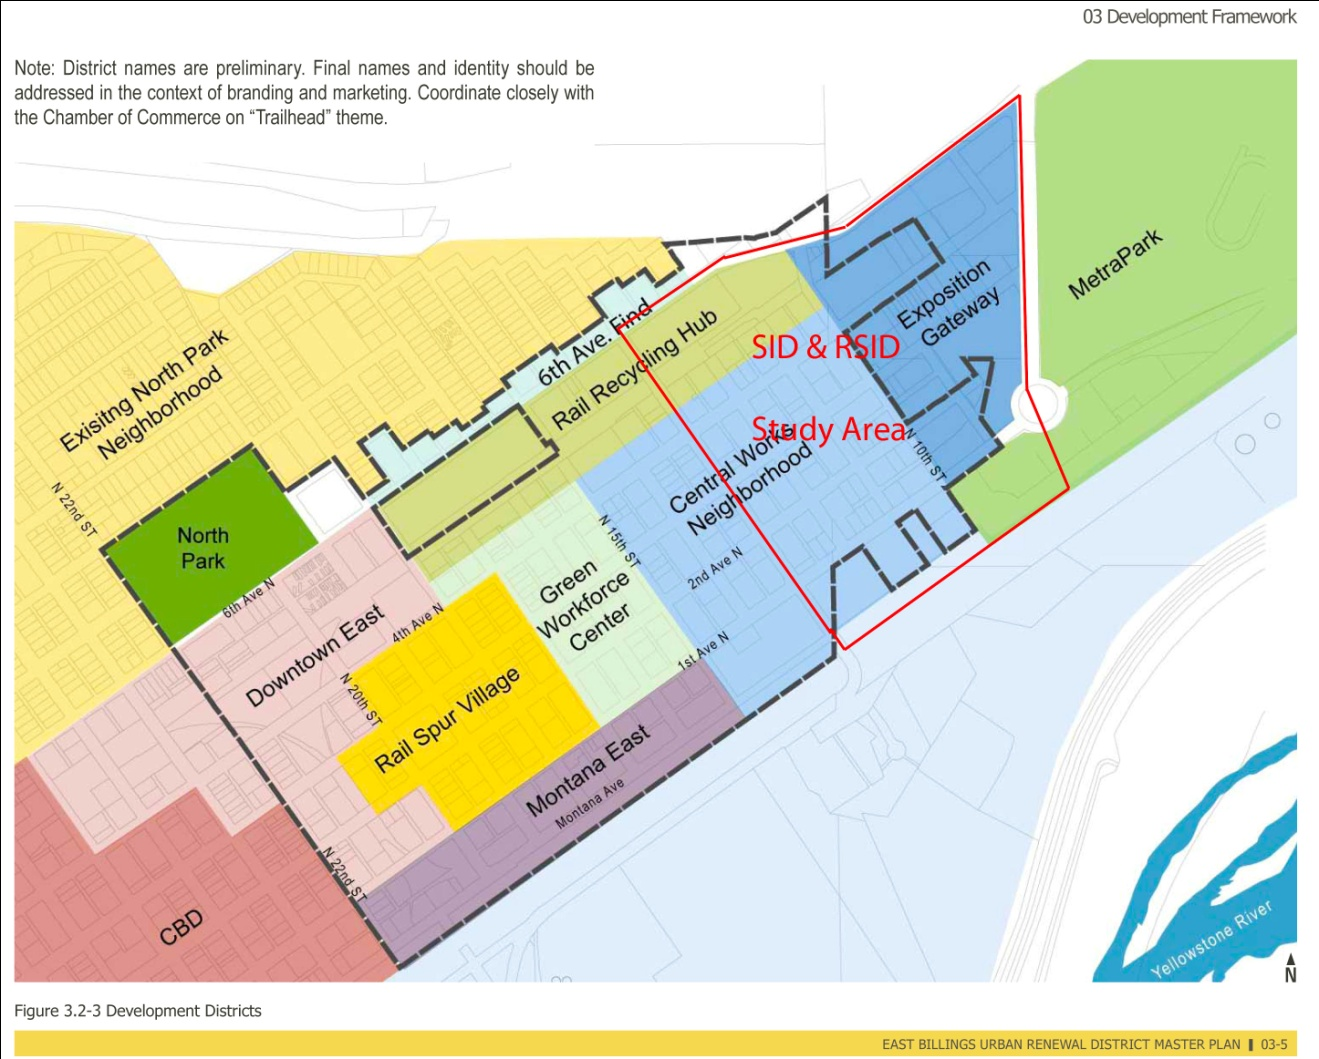 03 Development Framework
Note: District names are preliminary. Final names and identity should be
addressed in the context of branding and marketing. Coordinate closely with
the Chamber of Commerce on “Trailhead” theme.
MetraPark
Exposition
Gateway
6th Ave. Find
Rail Recycling Hub
SID & RSID
Study Area
Exisitng North Park
Neighborhood
Central Works
Neighborhood
N 10th ST
N 22nd ST
North
Park
N 15th ST
2nd Ave N
Green
Workforce
Center
6th Ave N
4th Ave N
Downtown East
1st Ave N
N 20th ST
Rail Spur Village
Montana East
Montana Ave
N 22nd ST
CBD
Yellowstone River
N
Figure 3.2-3 Development Districts
EAST BILLINGS URBAN RENEWAL DISTRICT MASTER PLAN | 03-5